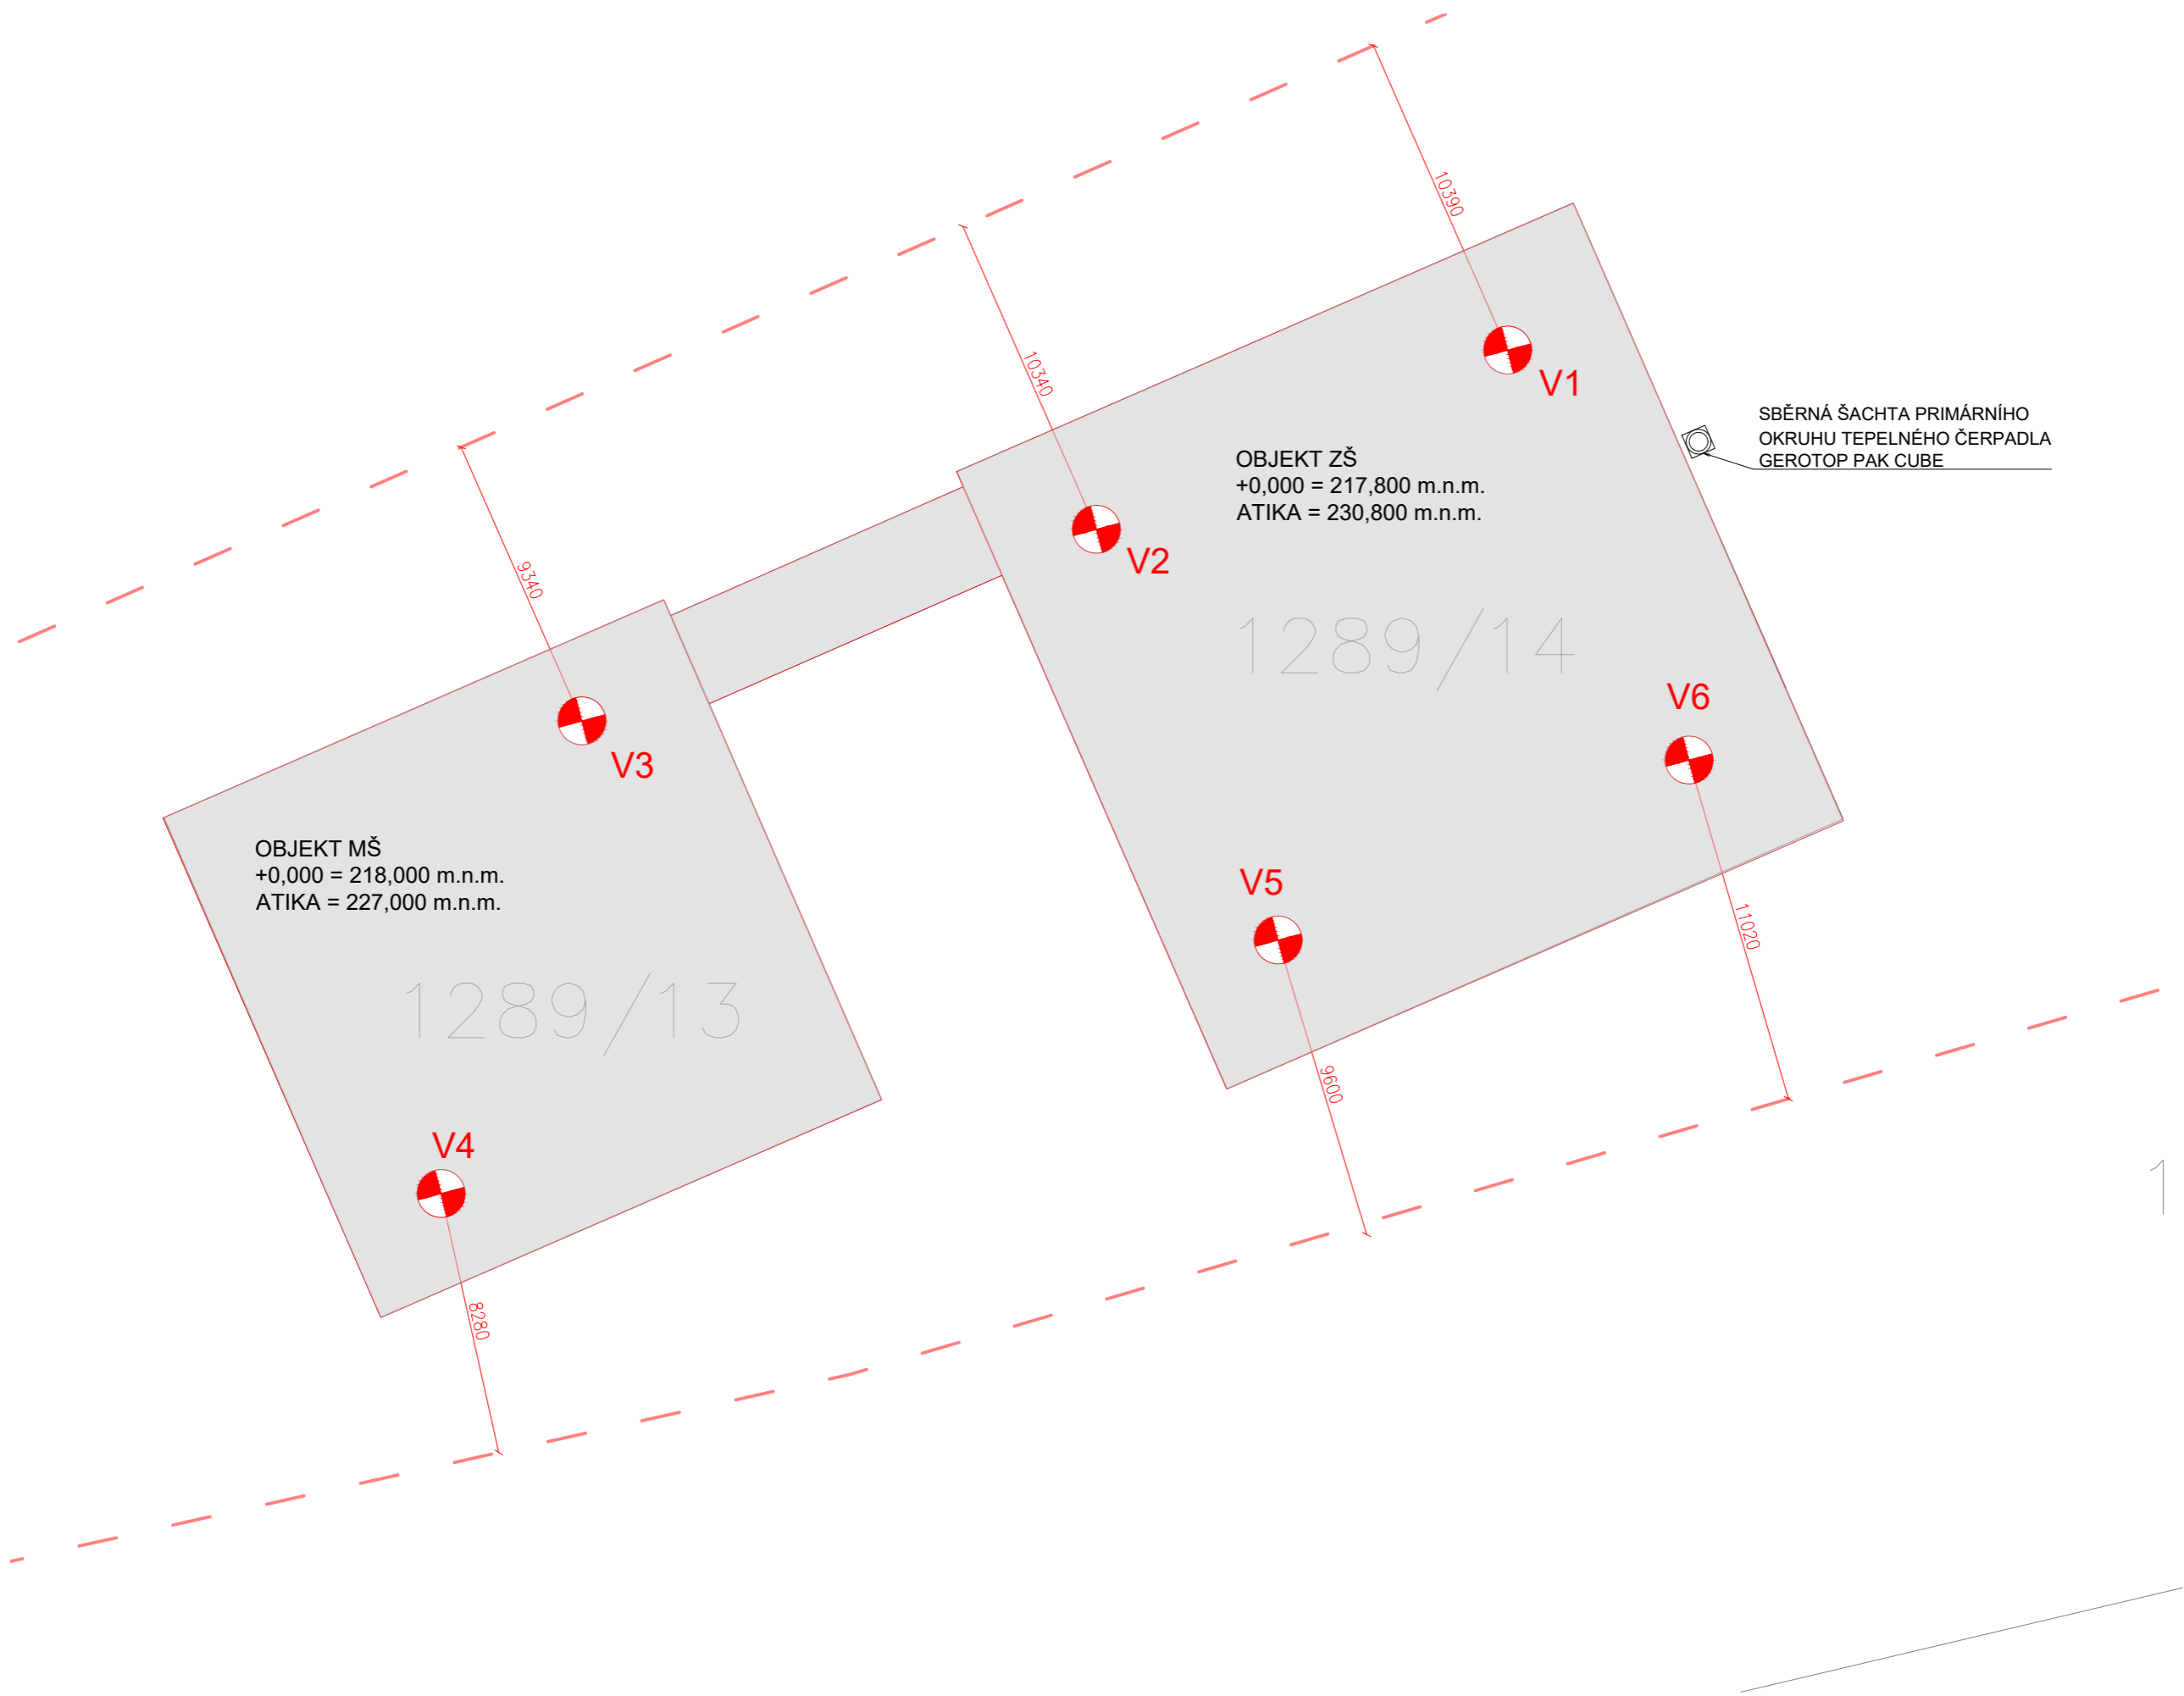 10390
10340
V1
SBĚRNÁ ŠACHTA PRIMÁRNÍHO
OKRUHU TEPELNÉHO ČERPADLA
GEROTOP PAK CUBE
OBJEKT ZŠ
+0,000 = 217,800 m.n.m.
ATIKA = 230,800 m.n.m.
V2
9340
1289/14
V6
V3
OBJEKT MŠ
+0,000 = 218,000 m.n.m.
ATIKA = 227,000 m.n.m.
V5
11020
1289/13
9600
V4
1
8280